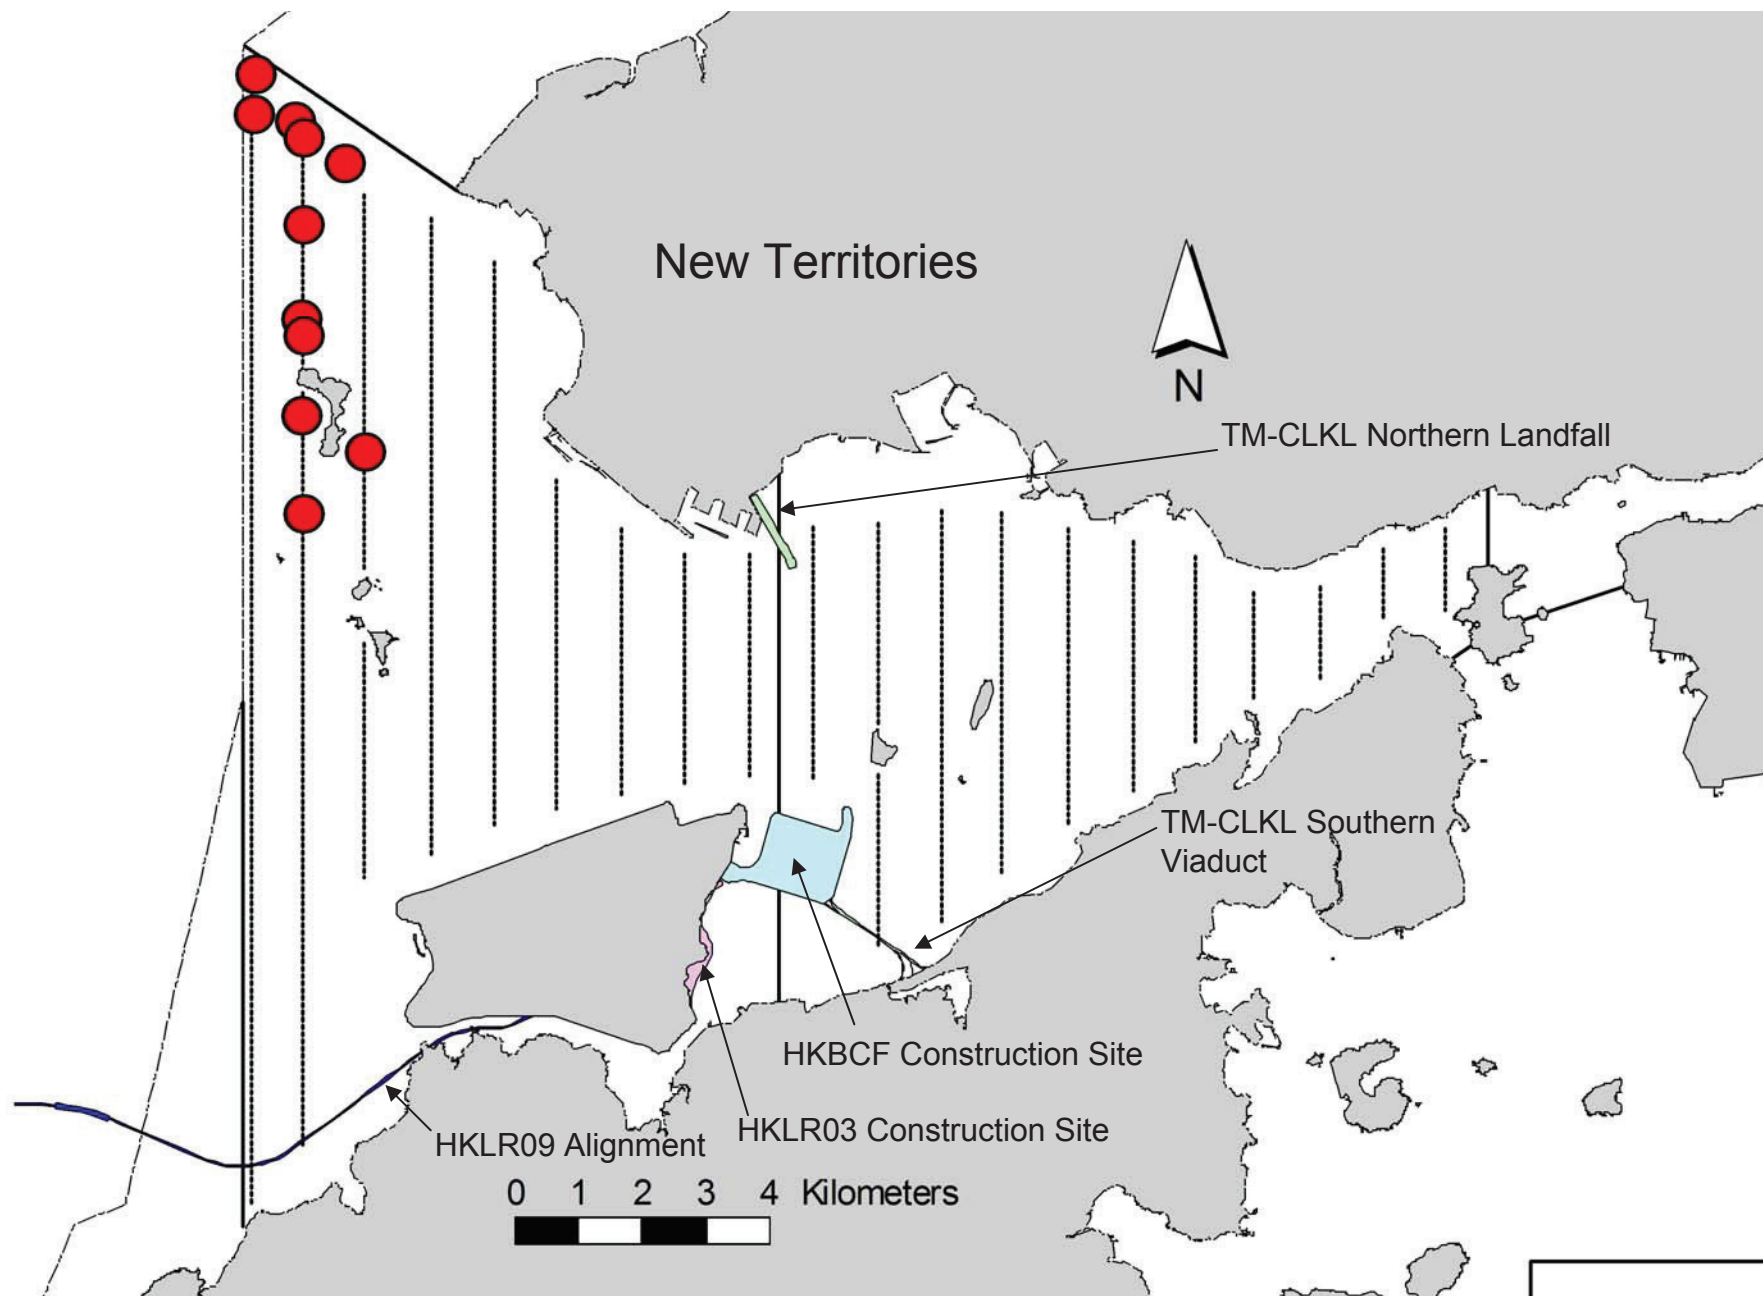 New Territories
N
TM-CLKL Northern Landfall
TM-CLKL Southern
Viaduct
HKBCF Construction Site
HKLR03 Construction Site
HKLR09 Alignment
0 1 2 3 4 Kilometers